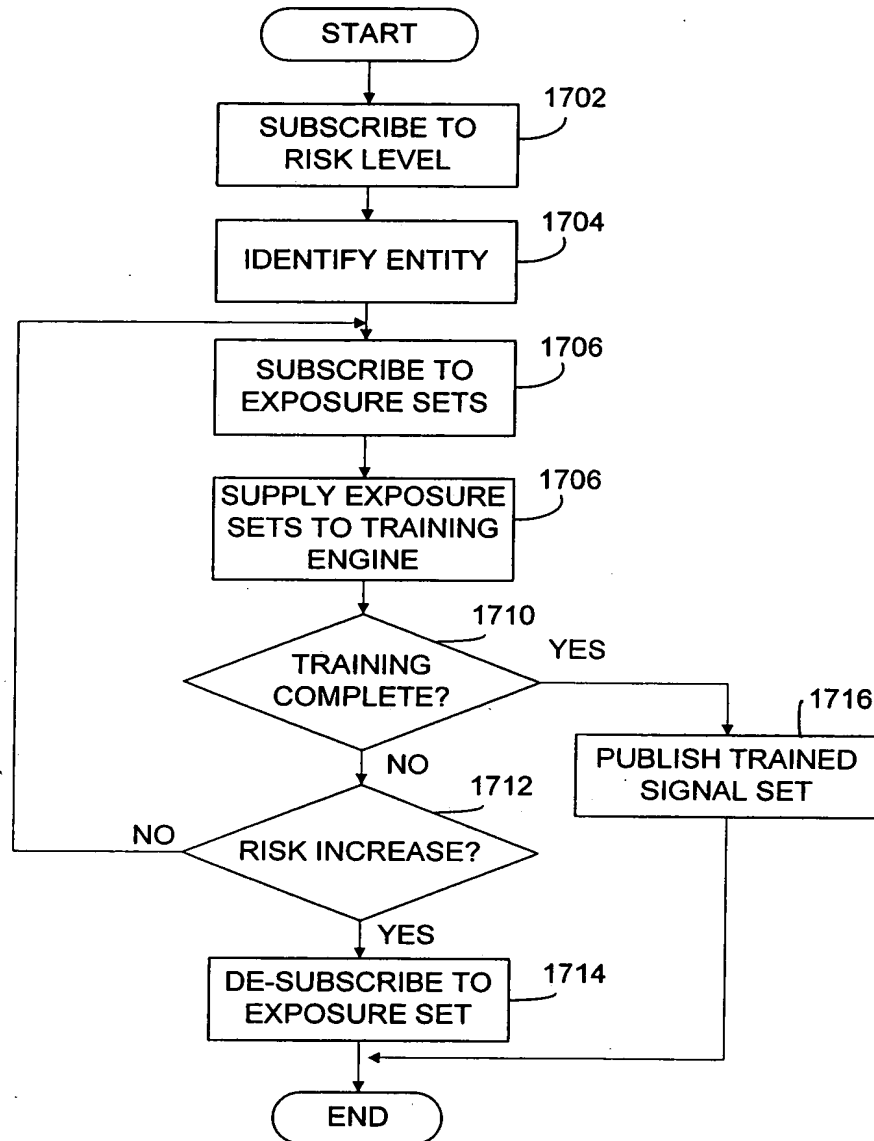 START
1702
SUBSCRIBE TO
RISK LEVEL
1704
IDENTIFY ENTITY
1706
SUBSCRIBE TO
EXPOSURE SETS
1706
SUPPLY EXPOSURE
SETS TO TRAINING
ENGINE
1710
YES
TRAINING
COMPLETE?
1716
PUBLISH TRAINED
SIGNAL SET
NO
1712
NO
RISK INCREASE?
YES
1714
DE-SUBSCRIBE TO
EXPOSURE SET
END